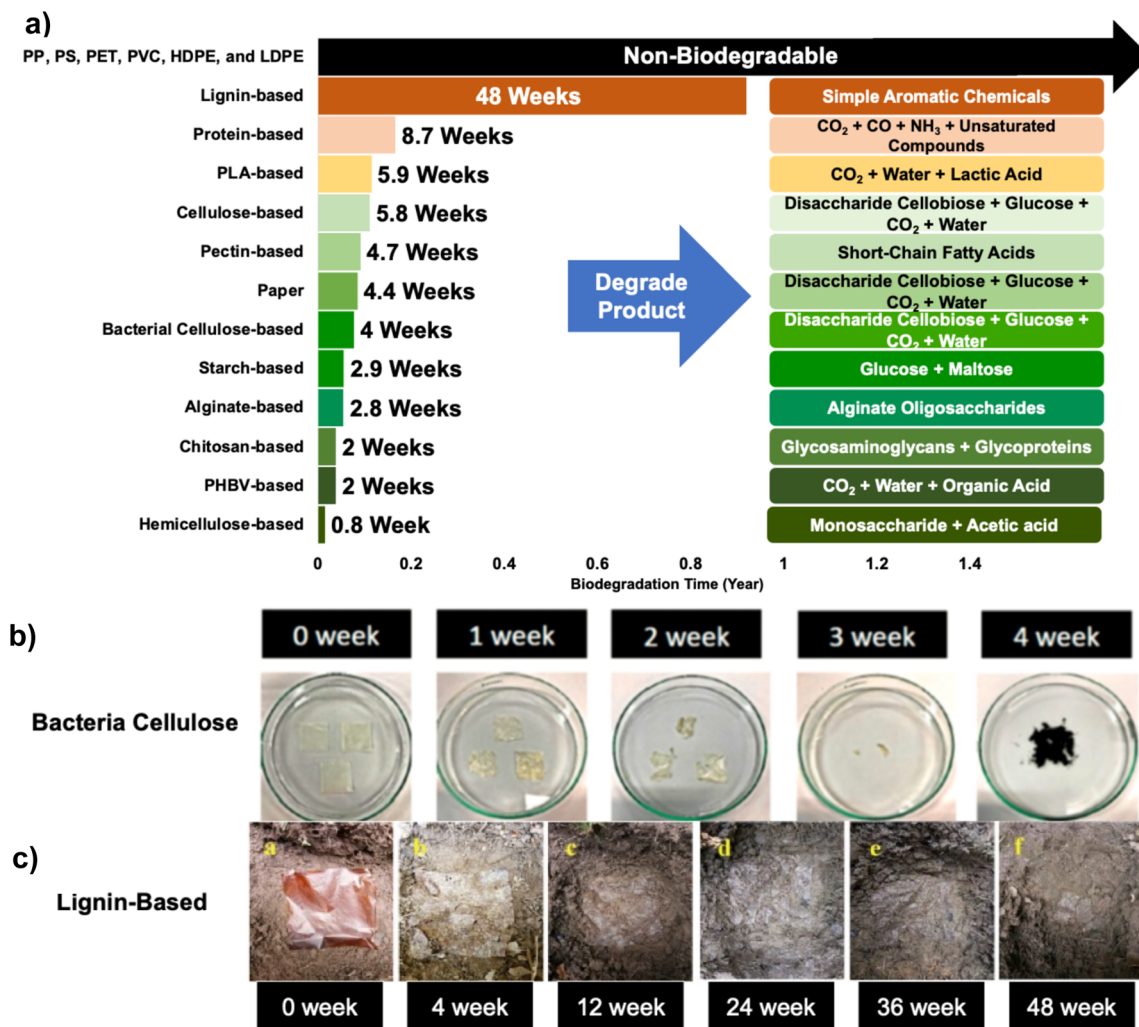 a)
PP, PS, PET, PVC, HDPE, and LDPE
Non-Biodegradable
Lignin-based
48 Weeks
Simple Aromatic Chemicals
Protein-based
8.7 Weeks
CO₂ + CO + NH₃ + Unsaturated
Compounds
PLA-based
5.9 Weeks
CO₂ + Water + Lactic Acid
Cellulose-based
5.8 Weeks
Disaccharide Cellobiose + Glucose +
CO₂ + Water
Pectin-based
4.7 Weeks
Short-Chain Fatty Acids
Paper
4.4 Weeks
Disaccharide Cellobiose + Glucose +
CO₂ + Water
Bacterial Cellulose-based
4 Weeks
Disaccharide Cellobiose + Glucose +
CO₂ + Water
Starch-based
2.9 Weeks
Glucose + Maltose
Alginate-based
2.8 Weeks
Alginate Oligosaccharides
Chitosan-based
2 Weeks
Glycosaminoglycans + Glycoproteins
PHBV-based
2 Weeks
CO₂ + Water + Organic Acid
Hemicellulose-based
0.8 Week
Monosaccharide + Acetic acid
Degrade
Product
0 0.2 0.4 0.6 0.8 1 1.2 1.4
Biodegradation Time (Year)
b)
0 week
1 week
2 week
3 week
4 week
Bacteria Cellulose
c)
Lignin-Based
a
b
c
d
e
f
0 week
4 week
12 week
24 week
36 week
48 week